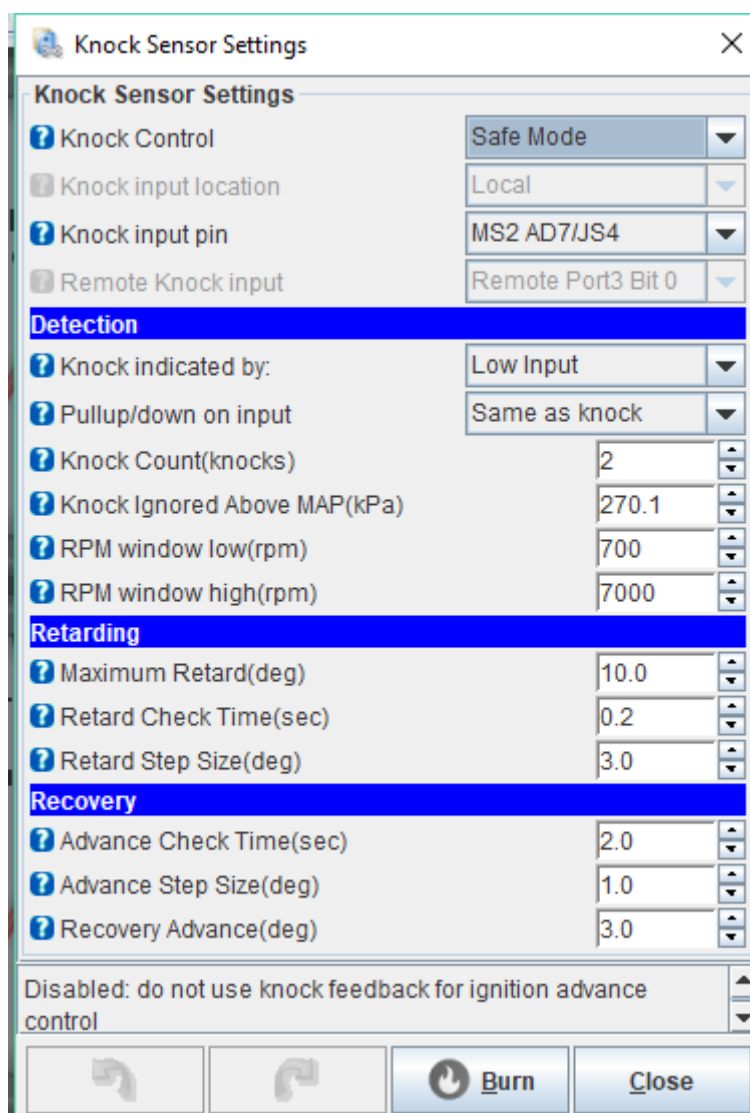 Knock Sensor Settings
Knock Sensor Settings
Knock Control Safe Mode
Knock input location Local
Knock input pin MS2 AD7/JS4
Remote Knock input Remote Port3 Bit 0
Detection
Knock indicated by: Low Input
Pullup/down on input Same as knock
Knock Count(knocks) 2
Knock Ignored Above MAP(kPa) 270.1
RPM window low(rpm) 700
RPM window high(rpm) 7000
Retarding
Maximum Retard(deg) 10.0
Retard Check Time(sec) 0.2
Retard Step Size(deg) 3.0
Recovery
Advance Check Time(sec) 2.0
Advance Step Size(deg) 1.0
Recovery Advance(deg) 3.0
Disabled: do not use knock feedback for ignition advance
control
Burn Close